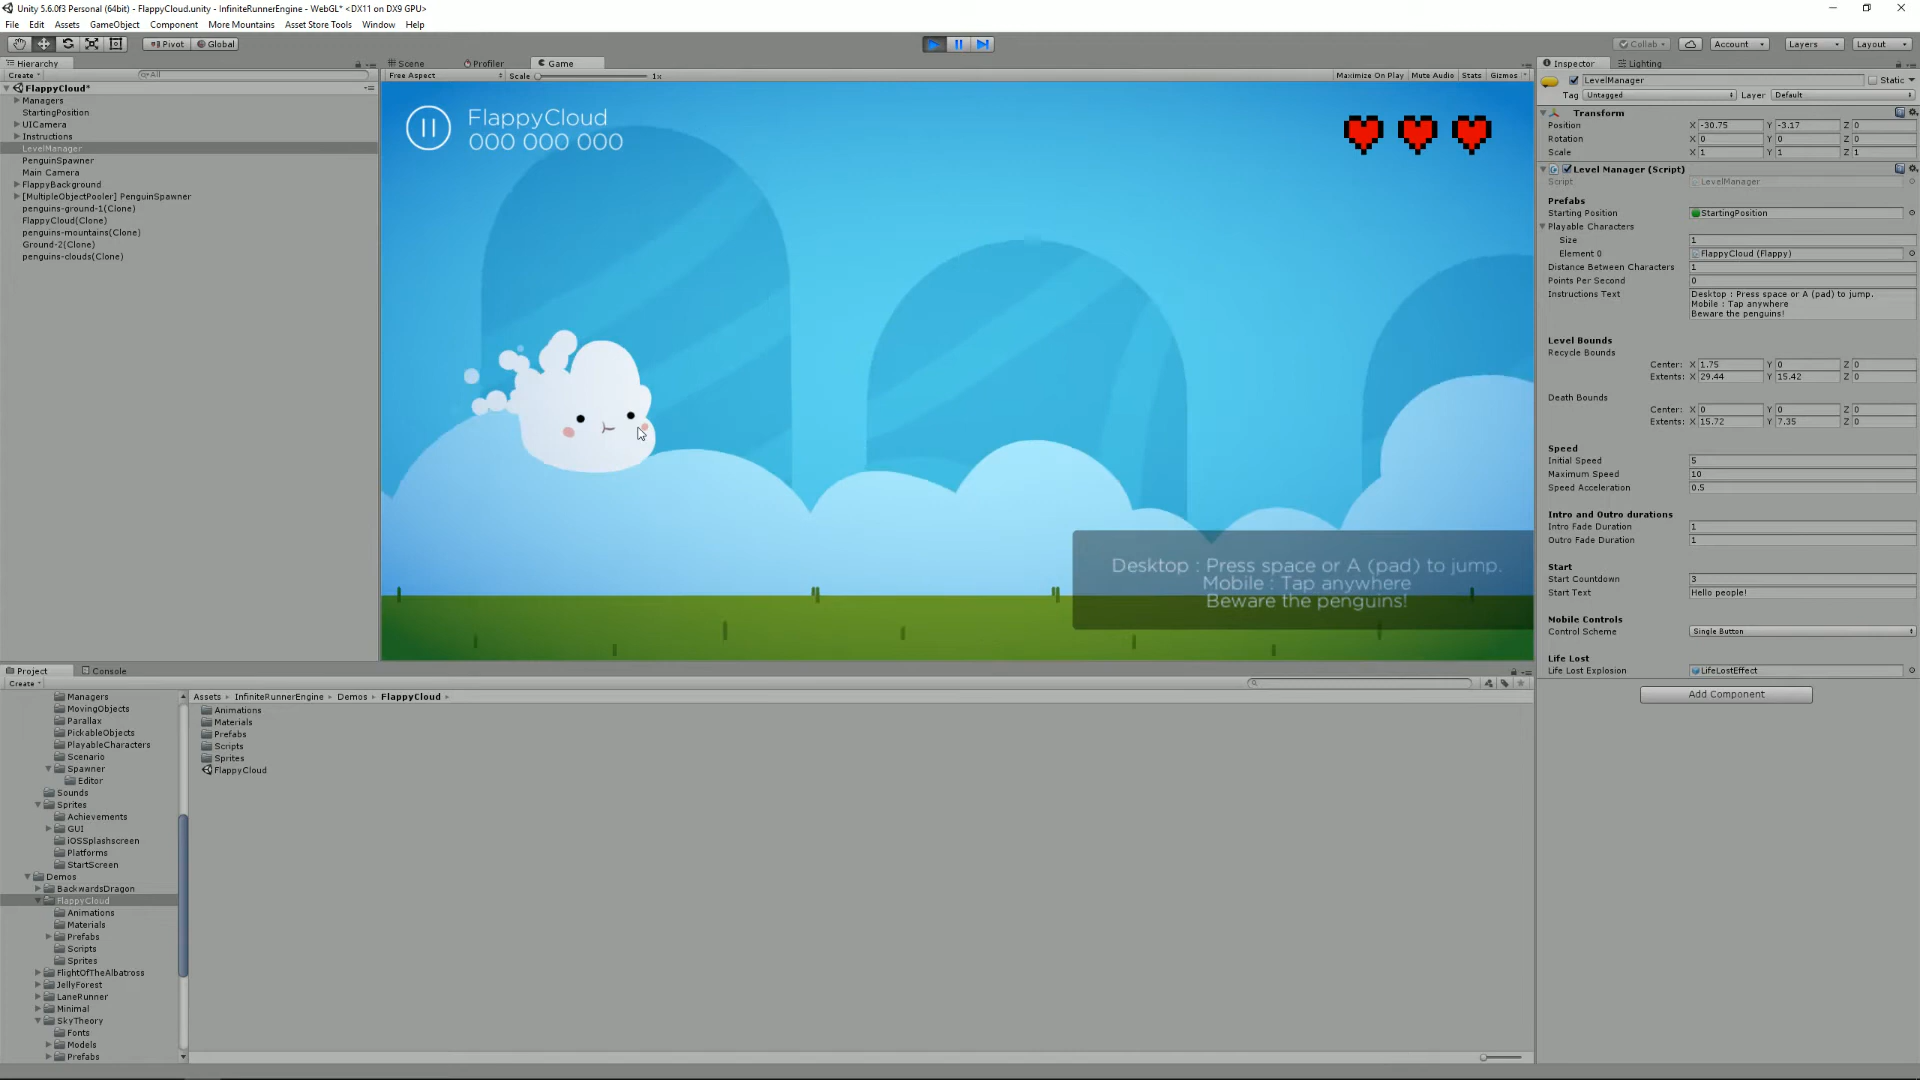 Unity 5.6.0f3 Personal (64bit) - FlappyCloud.unity - InfiniteRunnerEngine - WebGL* <DX11 on DX9 GPU>
File Edit Assets GameObject Component More Mountains Asset Store Tools Window Help
Pivot Global Collab Account Layers Layout
Hierarchy
Create All
FlappyCloud*
Managers
StartingPosition
UICamera
Instructions
LevelManager
PenguinSpawner
Main Camera
FlappyBackground
[MultipleObjectPooler] PenguinSpawner
penguins-ground-1(Clone)
FlappyCloud(Clone)
penguins-mountains(Clone)
Ground-2(Clone)
penguins-clouds(Clone)
Scene Profiler Game
Free Aspect Scale 1x Maximize On Play Mute Audio Stats Gizmos
FlappyCloud
000 000 000
Desktop : Press space or A (pad) to jump.
Mobile : Tap anywhere
Beware the penguins!
Inspector Lighting
LevelManager Static
Tag Untagged Layer Default
Transform
Position X -30.75 Y -3.17 Z 0
Rotation X 0 Y 0 Z 0
Scale X 1 Y 1 Z 1
Level Manager (Script)
Script LevelManager
Prefabs
Starting Position StartingPosition
Playable Characters
Size 1
Element 0 FlappyCloud (Flappy)
Distance Between Characters 1
Points Per Second 0
Instructions Text Desktop : Press space or A (pad) to jump.
Mobile : Tap anywhere
Beware the penguins!
Level Bounds
Recycle Bounds
Center: X 1.75 Y 0 Z 0
Extents: X 29.44 Y 15.42 Z 0
Death Bounds
Center: X 0 Y 0 Z 0
Extents: X 15.72 Y 7.35 Z 0
Speed
Initial Speed 5
Maximum Speed 10
Speed Acceleration 0.5
Intro and Outro durations
Intro Fade Duration 1
Outro Fade Duration 1
Start
Start Countdown 3
Start Text Hello people!
Mobile Controls
Control Scheme Single Button
Life Lost
Life Lost Explosion LifeLostEffect
Add Component
Project Console
Create
Managers
MovingObjects
Parallax
PickableObjects
PlayableCharacters
Scenario
Spawner
Editor
Sounds
Sprites
Achievements
GUI
iOSSplashscreen
Platforms
StartScreen
Demos
BackwardsDragon
FlappyCloud
Animations
Materials
Prefabs
Scripts
Sprites
FlightOfTheAlbatross
JellyForest
LaneRunner
Minimal
SkyTheory
Fonts
Models
Prefabs
Assets InfiniteRunnerEngine Demos FlappyCloud
Animations
Materials
Prefabs
Scripts
Sprites
FlappyCloud